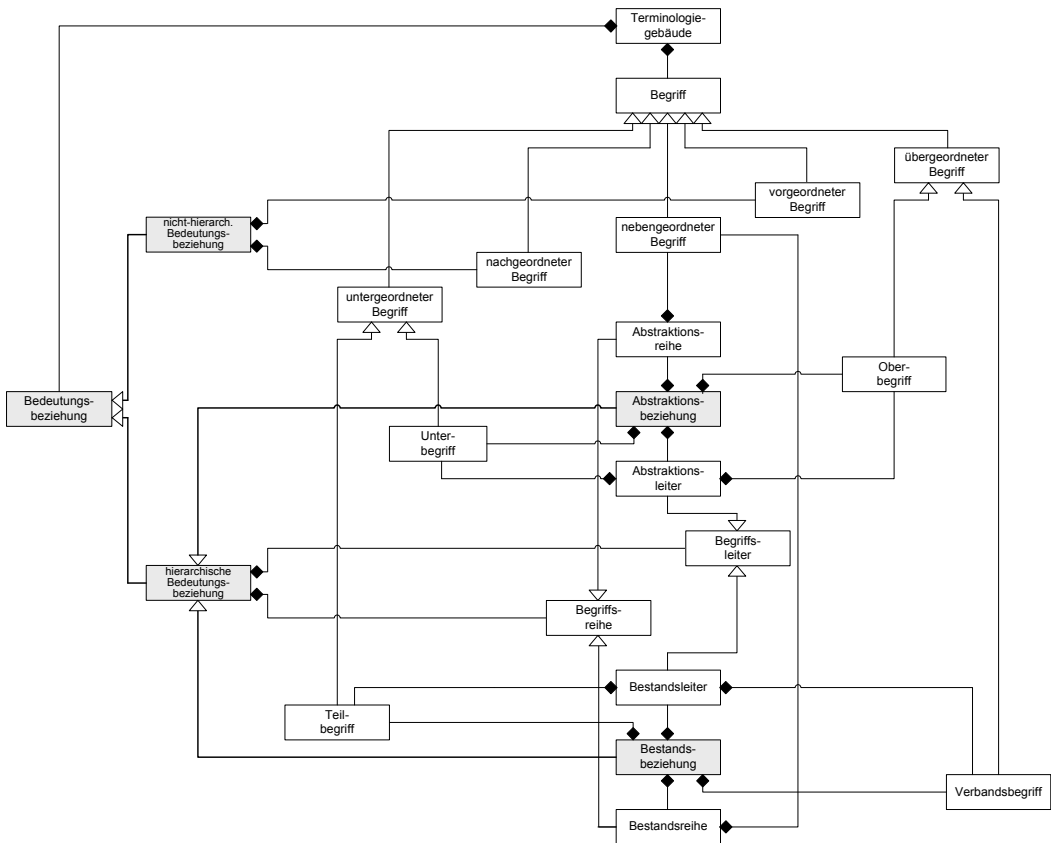 Terminologie-
gebäude
Begriff
übergeordneter
Begriff
vorgeordneter
Begriff
nicht-hierarch.
Bedeutungs-
beziehung
nebengeordneter
Begriff
nachgeordneter
Begriff
untergeordneter
Begriff
Abstraktions-
reihe
Ober-
begriff
Bedeutungs-
beziehung
Abstraktions-
beziehung
Unter-
begriff
Abstraktions-
leiter
Begriffs-
leiter
hierarchische
Bedeutungs-
beziehung
Begriffs-
reihe
Bestandsleiter
Teil-
begriff
Bestands-
beziehung
Verbandsbegriff
Bestandsreihe